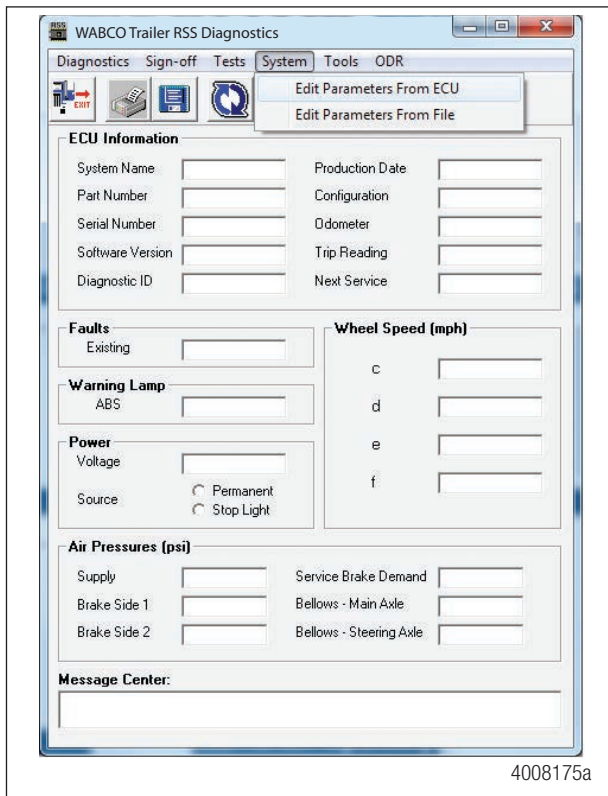 RSS
WABCO Trailer RSS Diagnostics
Diagnostics Sign-off Tests System Tools ODR
EXIT
Edit Parameters From ECU
Edit Parameters From File
ECU Information
System Name Production Date
Part Number Configuration
Serial Number Odometer
Software Version Trip Reading
Diagnostic ID Next Service
Faults
Existing
Warning Lamp
ABS
Power
Voltage
Source
Permanent
Stop Light
Wheel Speed (mph)
c
d
e
f
Air Pressures (psi)
Supply Service Brake Demand
Brake Side 1 Bellows - Main Axle
Brake Side 2 Bellows - Steering Axle
Message Center:
4008175a